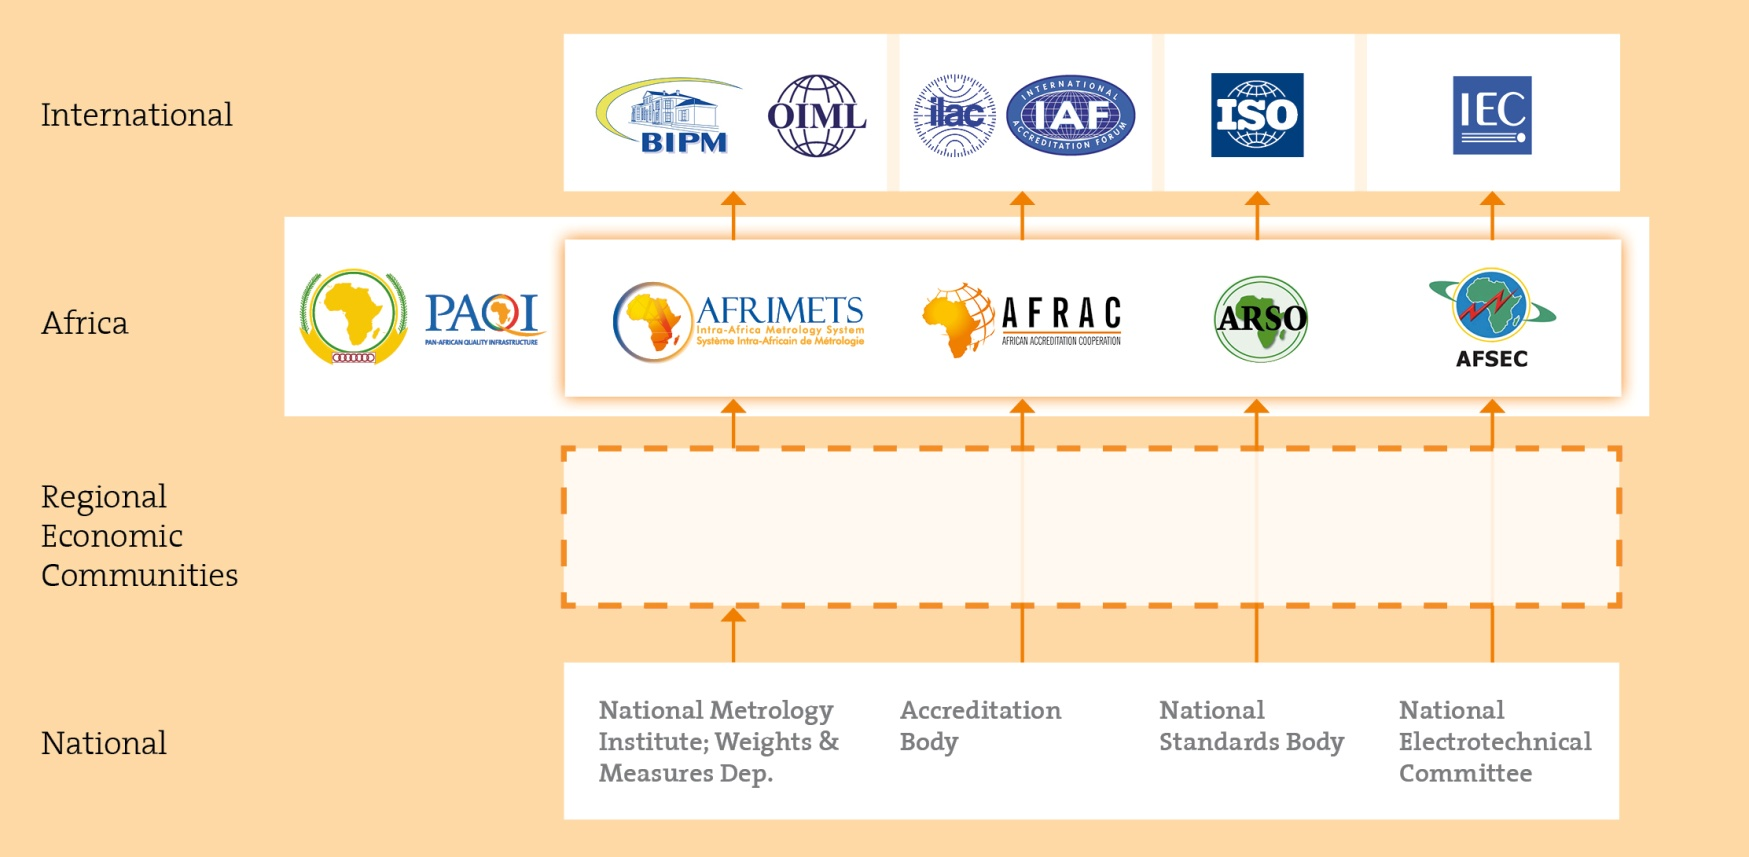 International
BIPM
OIML
ilac
INTERNATIONAL
IAF
ACCREDITATION FORUM
ISO
IEC
Africa
PAQI
PAN-AFRICAN QUALITY INFRASTRUCTURE
AFRIMETS
Intra-Africa Metrology System
Système Intra-Africain de Métrologie
AFRAC
AFRICAN ACCREDITATION COOPERATION
ARSO
AFSEC
Regional
Economic
Communities
National
National Metrology
Institute; Weights &
Measures Dep.
Accreditation
Body
National
Standards Body
National
Electrotechnical
Committee